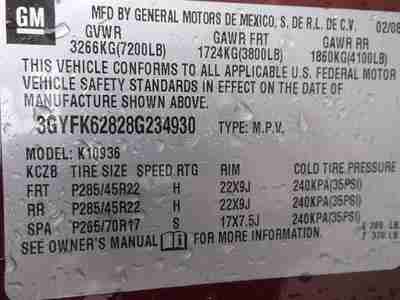 GM
MFD BY GENERAL MOTORS DE MEXICO, S. DE R.L. DE C.V. 02/08
GVWR GAWR FRT GAWR RR
3266KG(7200LB) 1724KG(3800LB) 1860KG(4100LB)
THIS VEHICLE CONFORMS TO ALL APPLICABLE U.S. FEDERAL MOTOR
VEHICLE SAFETY STANDARDS IN EFFECT ON THE DATE OF
MANUFACTURE SHOWN ABOVE.
3GYFK62828G234930 TYPE: M.P.V.
MODEL: K10936
KCZB TIRE SIZE SPEED RTG RIM COLD TIRE PRESSURE
FRT P285/45R22 H 22X9J 240KPA(35PSI)
RR P285/45R22 H 22X9J 240KPA(35PSI)
SPA P265/70R17 S 17X7.5J 240KPA(35PSI)
SEE OWNER'S MANUAL FOR MORE INFORMATION.